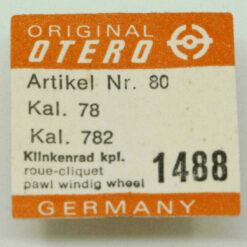 ORIGINAL
OTERO
Artikel Nr. 80
Kal. 78
Kal. 782
Klinkenrad kpl.
roue-cliquet
pawl windig wheel
1488
GERMANY